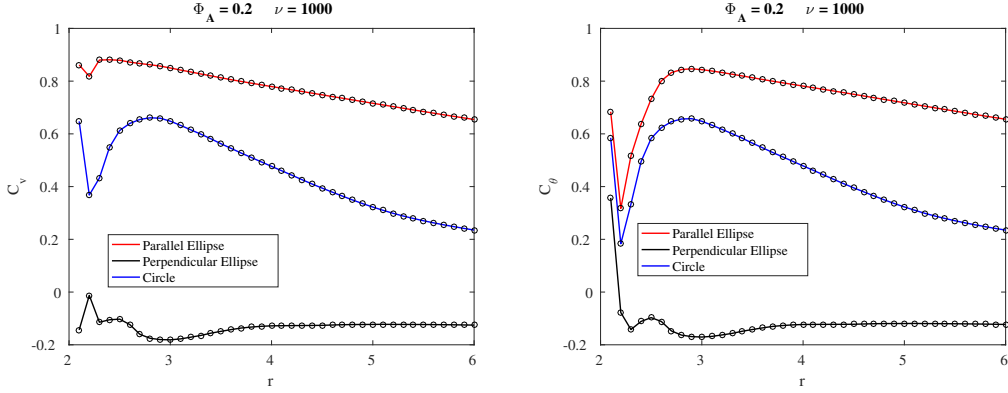 Φ_A = 0.2 ν = 1000
1
0.8
0.6
0.4
0.2
0
-0.2
C_v
Parallel Ellipse
Perpendicular Ellipse
Circle
2 3 4 5 6
r
Φ_A = 0.2 ν = 1000
1
0.8
0.6
0.4
0.2
0
-0.2
C_θ
Parallel Ellipse
Perpendicular Ellipse
Circle
2 3 4 5 6
r